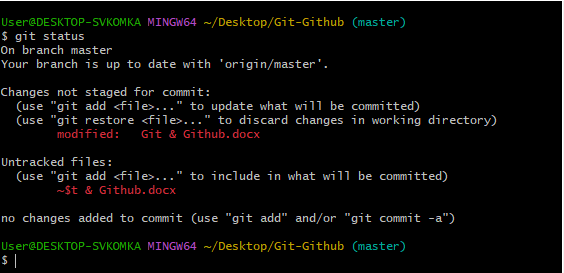 User@DESKTOP-SVKOMKA MINGW64 ~/Desktop/Git-Github (master)
$ git status
On branch master
Your branch is up to date with 'origin/master'.

Changes not staged for commit:
  (use "git add <file>..." to update what will be committed)
  (use "git restore <file>..." to discard changes in working directory)
        modified:   Git & Github.docx

Untracked files:
  (use "git add <file>..." to include in what will be committed)
        ~$t & Github.docx

no changes added to commit (use "git add" and/or "git commit -a")

User@DESKTOP-SVKOMKA MINGW64 ~/Desktop/Git-Github (master)
$